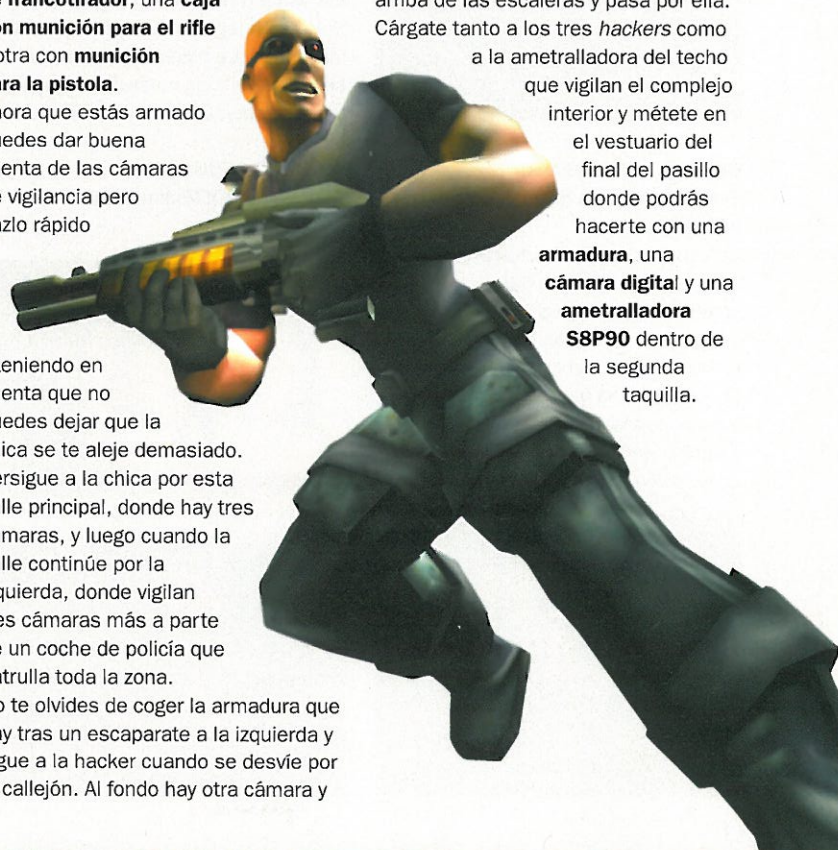 francotirador, una caja
on munición para el rifle
otra con munición
ara la pistola.
hora que estás armado
uedes dar buena
enta de las cámaras
e vigilancia pero
azlo rápido
teniendo en
enta que no
uedes dejar que la
ica se te aleje demasiado.
ersigue a la chica por esta
lle principal, donde hay tres
maras, y luego cuando la
lle continúe por la
quierda, donde vigilan
es cámaras más a parte
e un coche de policía que
atrulla toda la zona.
o te olvides de coger la armadura que
ay tras un escaparate a la izquierda y
gue a la hacker cuando se desvíe por
callejón. Al fondo hay otra cámara y
arriba de las escaleras y pasa por ella.
Cárgate tanto a los tres hackers como
a la ametralladora del techo
que vigilan el complejo
interior y métete en
el vestuario del
final del pasillo
donde podrás
hacerte con una
armadura, una
cámara digital y una
ametralladora
S8P90 dentro de
la segunda
taquilla.